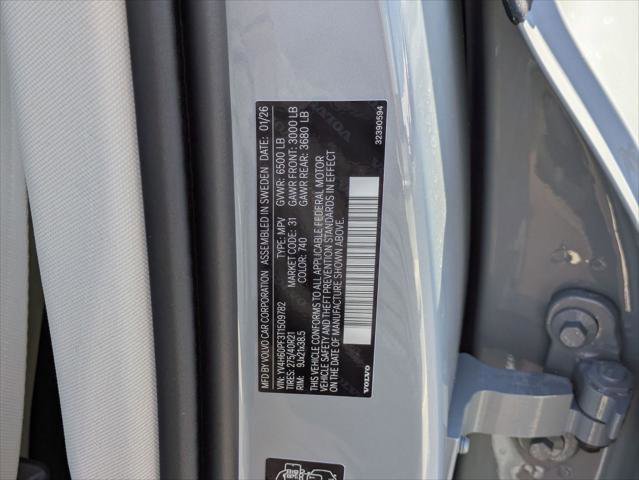 MFD BY VOLVO CAR CORPORATION ASSEMBLED IN SWEDEN DATE: 01/26
VIN: YV4H60PF3T1509782 TYPE: MPV GVWR: 6500 LB
TIRES: 275/40R21 MARKET CODE: 31 GAWR FRONT: 3000 LB
RIM: 9Jx21x38.5 COLOR: 740 GAWR REAR: 3680 LB
THIS VEHICLE CONFORMS TO ALL APPLICABLE FEDERAL MOTOR
VEHICLE SAFETY AND THEFT PREVENTION STANDARDS IN EFFECT
ON THE DATE OF MANUFACTURE SHOWN ABOVE.
VOLVO
32390594